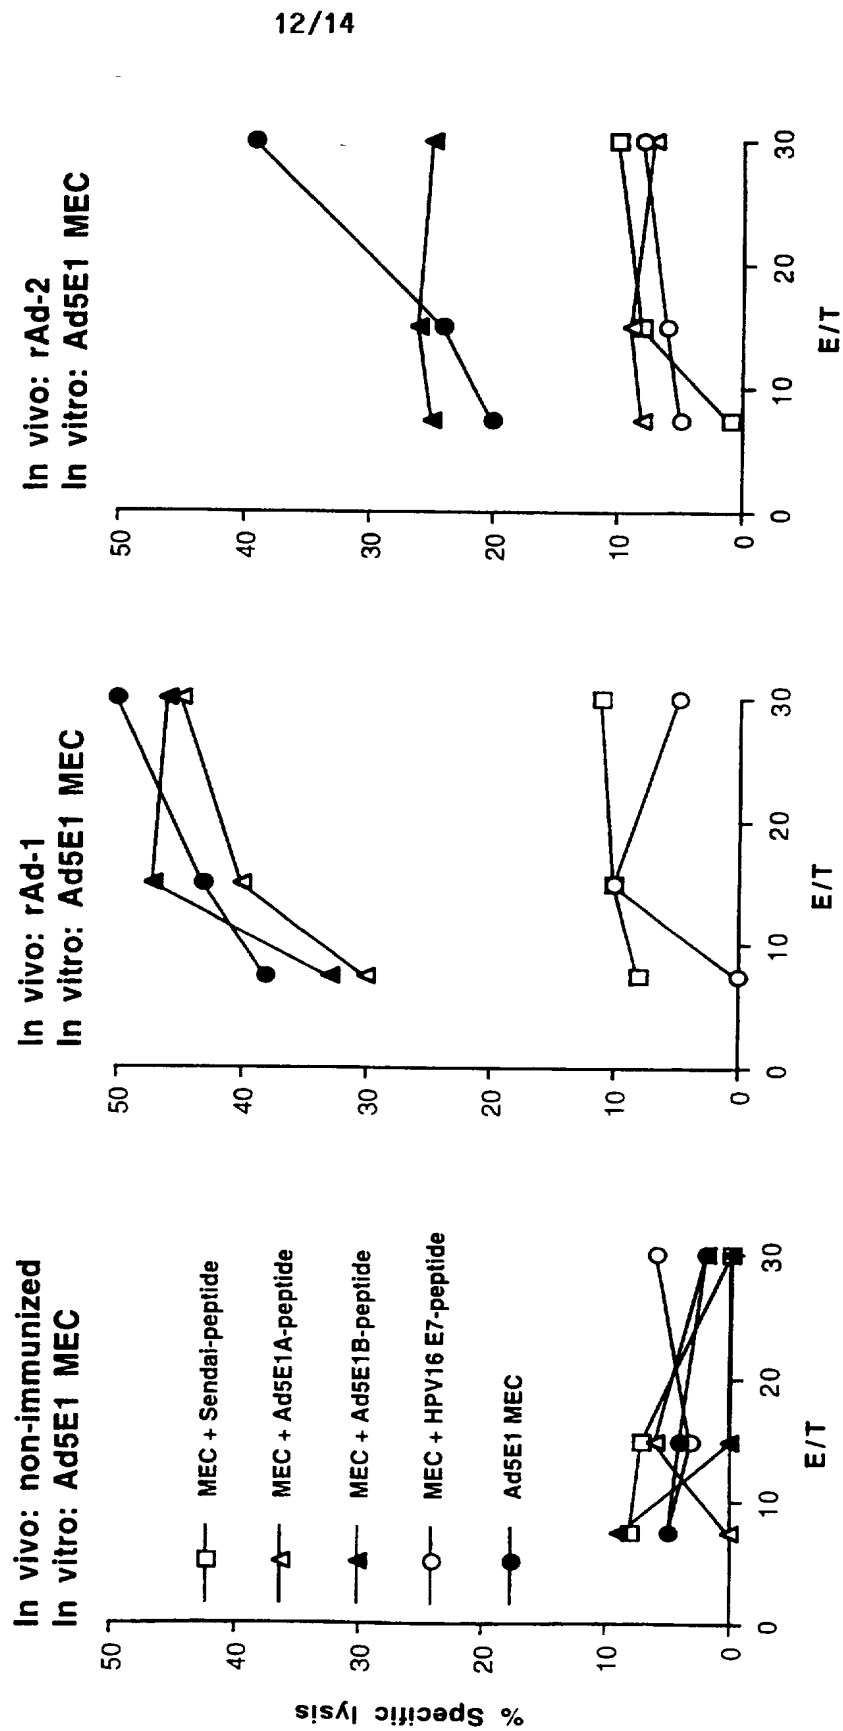 12/14
In vivo: non-immunized
In vitro: Ad5E1 MEC
50
40
30
20
10
0
% Specific lysis
0
10
20
30
E/T
MEC + Sendai-peptide
MEC + Ad5E1A-peptide
MEC + Ad5E1B-peptide
MEC + HPV16 E7-peptide
Ad5E1 MEC
In vivo: rAd-1
In vitro: Ad5E1 MEC
50
40
30
20
10
0
0
10
20
30
E/T
In vivo: rAd-2
In vitro: Ad5E1 MEC
50
40
30
20
10
0
0
10
20
30
E/T